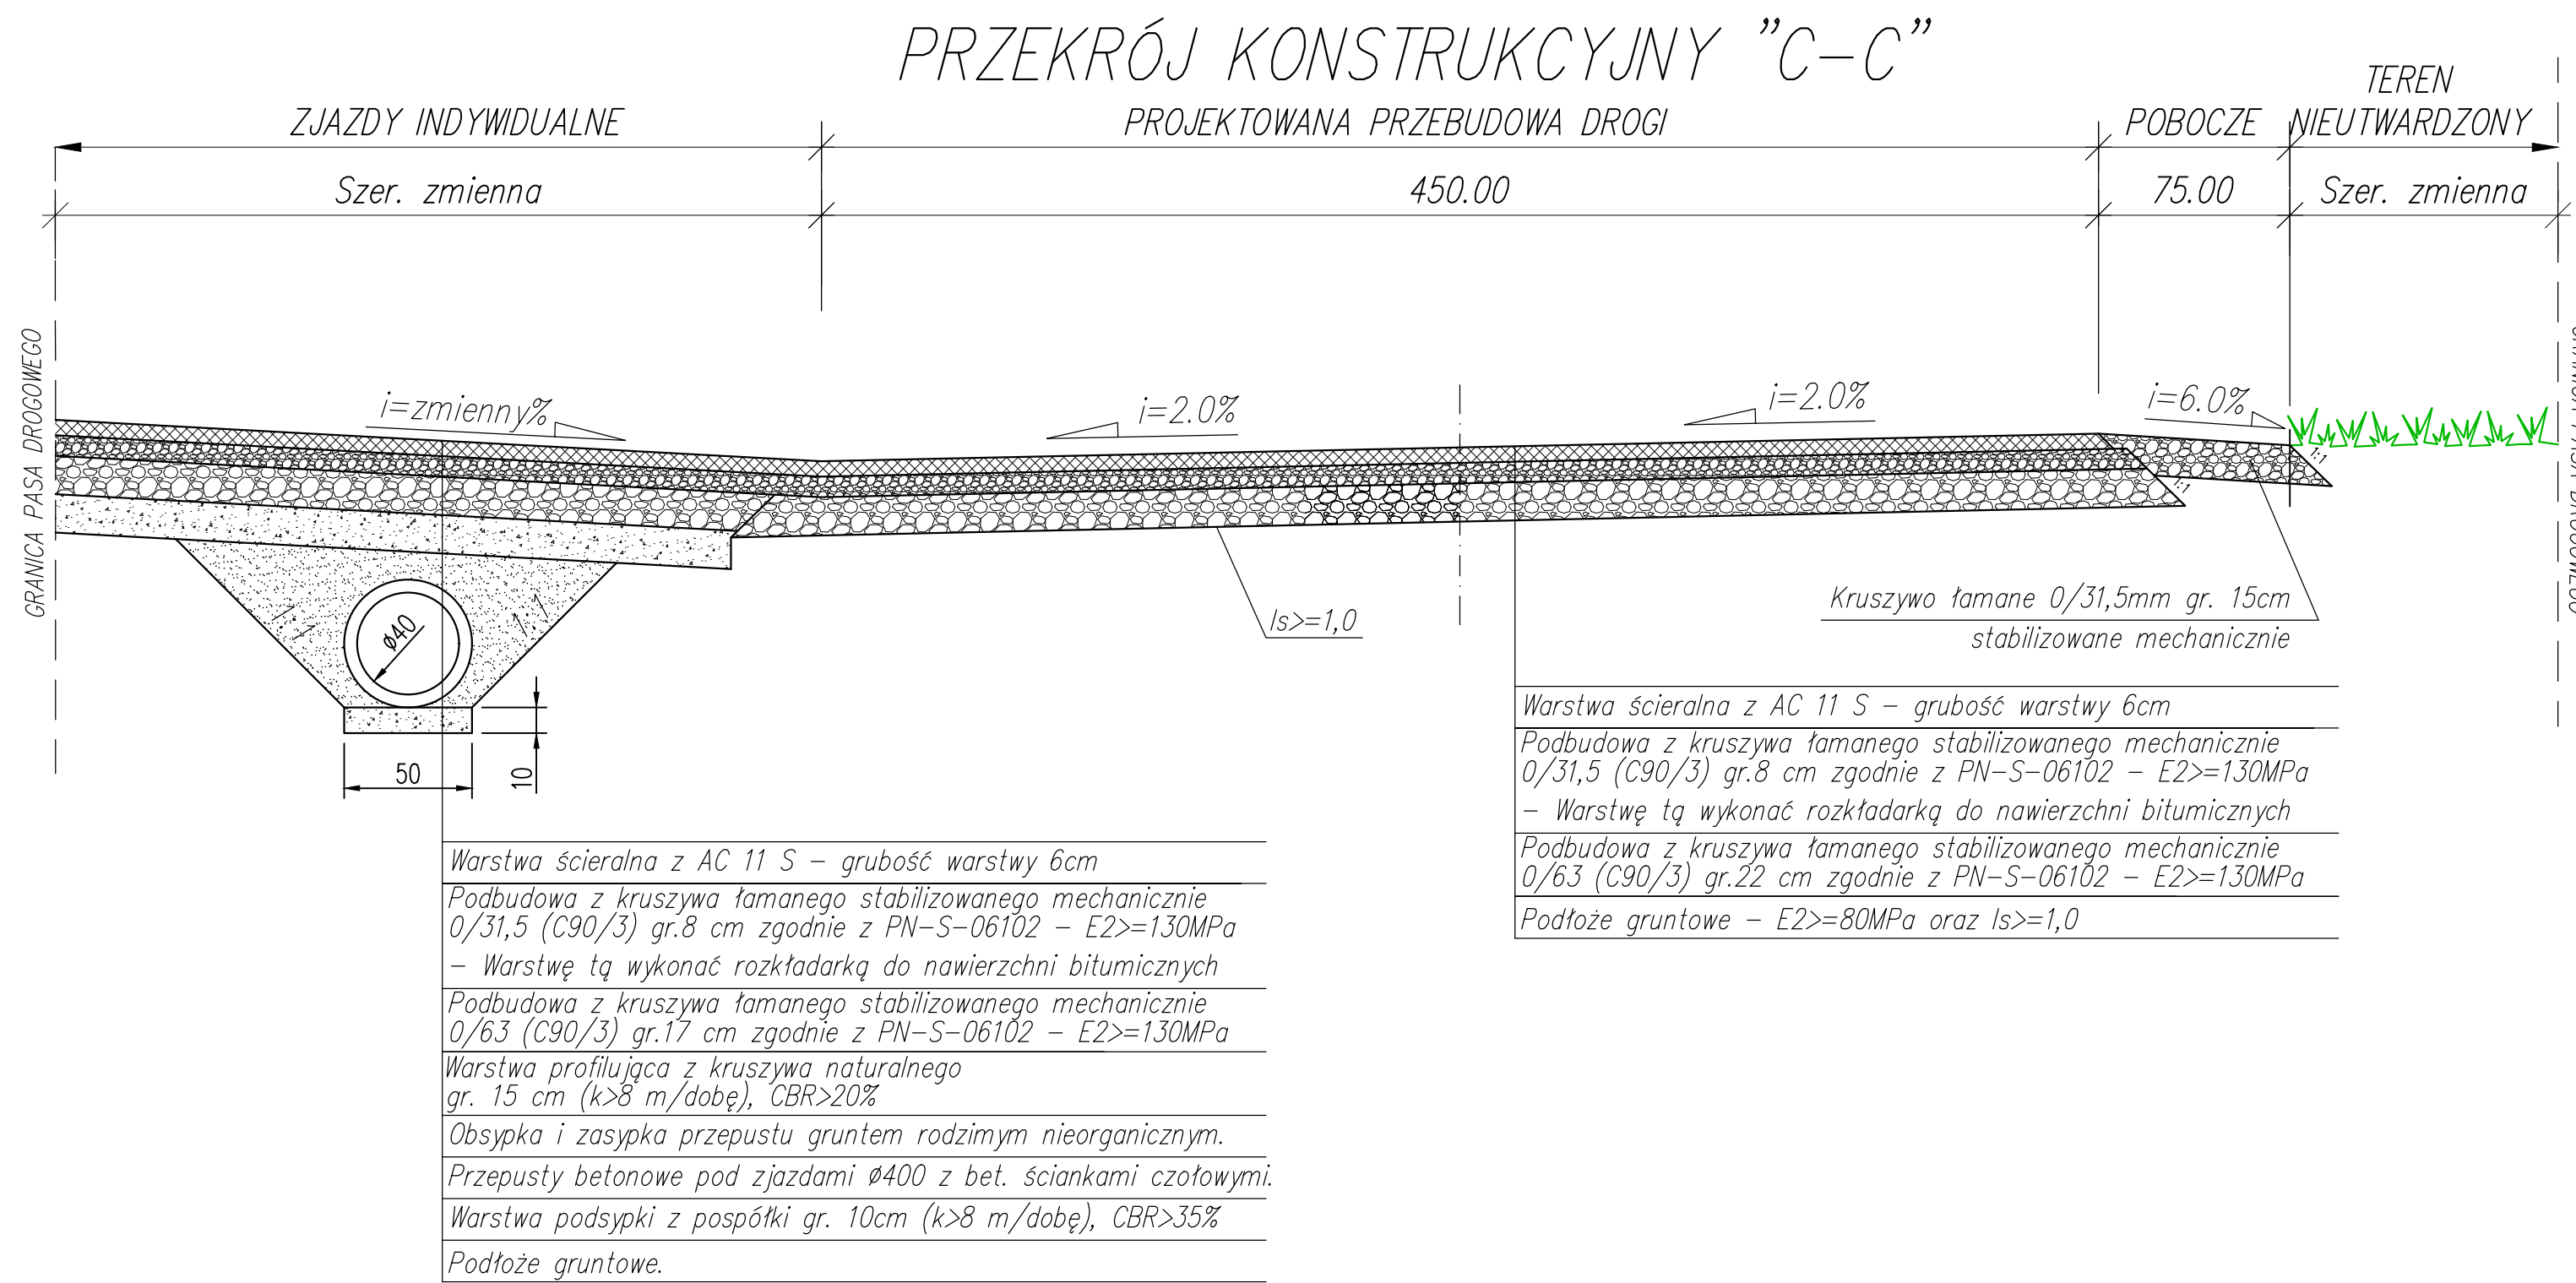 PRZEKRÓJ KONSTRUKCYJNY "C-C"
ZJAZDY INDYWIDUALNE
PROJEKTOWANA PRZEBUDOWA DROGI
POBOCZE
TEREN
NIEUTWARDZONY
Szer. zmienna
450.00
75.00
Szer. zmienna
GRANICA PASA DROGOWEGO
i=zmienny%
i=2.0%
i=2.0%
i=6.0%
1:1
1:1
Is>=1,0
Kruszywo łamane 0/31,5mm gr. 15cm
stabilizowane mechanicznie
ø40
50
10
Warstwa ścieralna z AC 11 S - grubość warstwy 6cm
Podbudowa z kruszywa łamanego stabilizowanego mechanicznie
0/31,5 (C90/3) gr.8 cm zgodnie z PN-S-06102 - E2>=130MPa
- Warstwę tą wykonać rozkładarką do nawierzchni bitumicznych
Podbudowa z kruszywa łamanego stabilizowanego mechanicznie
0/63 (C90/3) gr.22 cm zgodnie z PN-S-06102 - E2>=130MPa
Podłoże gruntowe - E2>=80MPa oraz Is>=1,0
Warstwa ścieralna z AC 11 S - grubość warstwy 6cm
Podbudowa z kruszywa łamanego stabilizowanego mechanicznie
0/31,5 (C90/3) gr.8 cm zgodnie z PN-S-06102 - E2>=130MPa
- Warstwę tą wykonać rozkładarką do nawierzchni bitumicznych
Podbudowa z kruszywa łamanego stabilizowanego mechanicznie
0/63 (C90/3) gr.17 cm zgodnie z PN-S-06102 - E2>=130MPa
Warstwa profilująca z kruszywa naturalnego
gr. 15 cm (k>8 m/dobę), CBR>20%
Obsypka i zasypka przepustu gruntem rodzimym nieorganicznym.
Przepusty betonowe pod zjazdami ø400 z bet. ściankami czołowymi.
Warstwa podsypki z pospółki gr. 10cm (k>8 m/dobę), CBR>35%
Podłoże gruntowe.